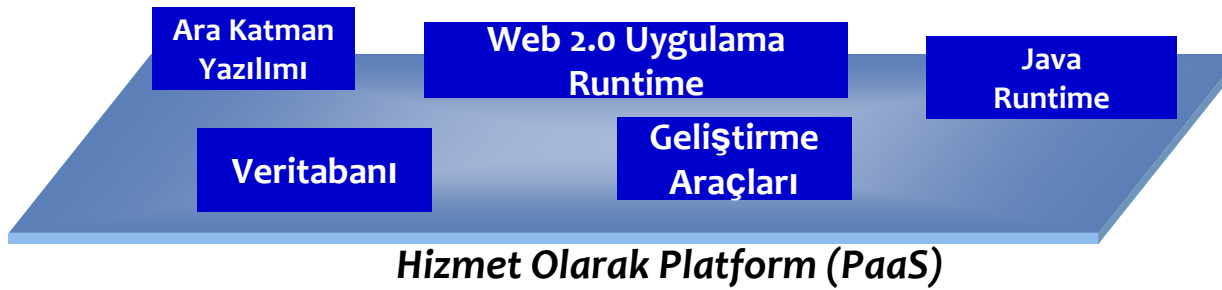 Ara Katman
Yazılımı
Web 2.0 Uygulama
Runtime
Java
Runtime
Veritabanı
Geliştirme
Araçları
Hizmet Olarak Platform (PaaS)